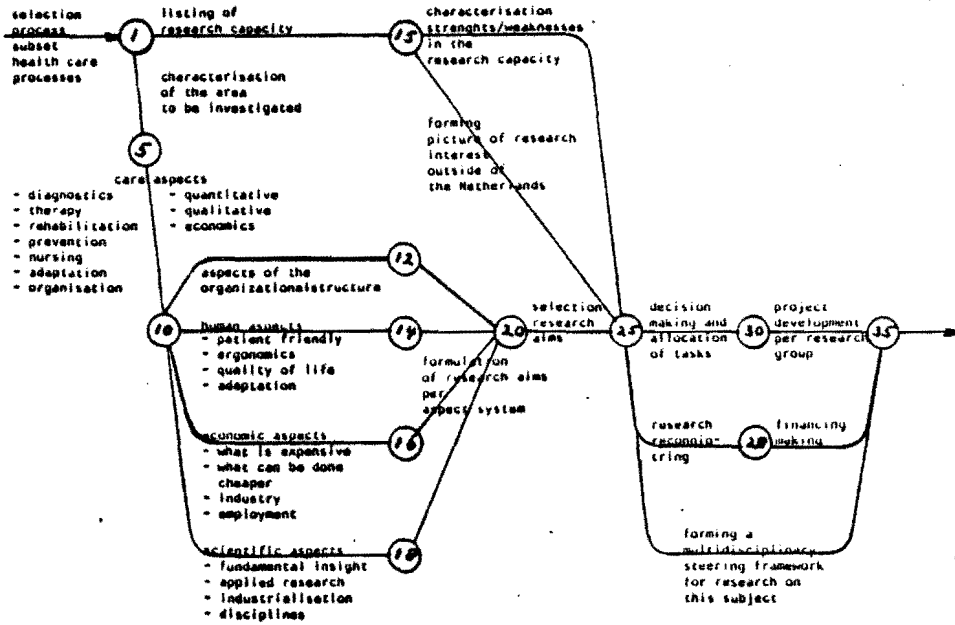 selection
process
subset
health care
processes
1
listing of
research capacity
15
characterisation
strenghts/weaknesses
in the
research capacity
characterisation
of the area
to be investigated
forming
picture of research
interest
outside of
the Netherlands
5
care aspects
- diagnostics
- therapy
- rehabilitation
- prevention
- nursing
- adaptation
- organisation
- quantitative
- qualitative
- economics
10
aspects of the
organizationalstructure
12
human aspects
- patient friendly
- ergonomics
- quality of life
- adaptation
14
economic aspects
- what is expensive
- what can be done
cheaper
- industry
- employment
16
scientific aspects
- fundamental insight
- applied research
- industrialisation
- disciplines
18
formulation
of research aims
per
aspect system
20
selection
research
aims
25
decision
making and
allocation
of tasks
30
project
development
per research
group
35
research
reconnoi-
tring
28
financing
making
forming a
multidisciplinary
steering framework
for research on
this subject